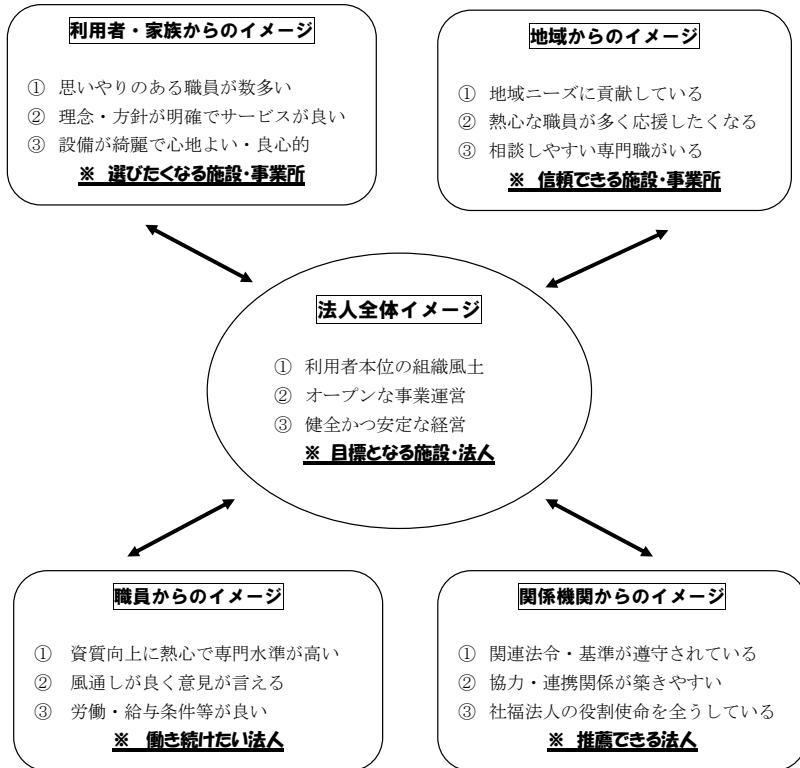 利用者・家族からのイメージ
① 思いやりのある職員が数多い
② 理念・方針が明確でサービスが良い
③ 設備が綺麗で心地よい・良心的
※ 選びたくなる施設・事業所
地域からのイメージ
① 地域ニーズに貢献している
② 熱心な職員が多く応援したくなる
③ 相談しやすい専門職がいる
※ 信頼できる施設・事業所
法人全体イメージ
① 利用者本位の組織風土
② オープンな事業運営
③ 健全かつ安定な経営
※ 目標となる施設・法人
職員からのイメージ
① 資質向上に熱心で専門水準が高い
② 風通しが良く意見が言える
③ 労働・給与条件等が良い
※ 働き続けたい法人
関係機関からのイメージ
① 関連法令・基準が遵守されている
② 協力・連携関係が築きやすい
③ 社福法人の役割使命を全うしている
※ 推薦できる法人